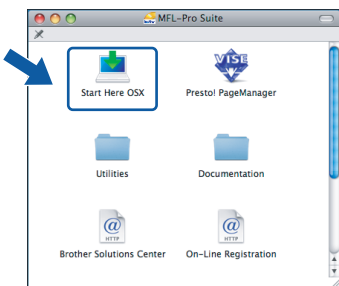 MFL-Pro Suite
VISE
Start Here OSX
Presto! PageManager
Utilities
Documentation
@
HTTP
@
HTTP
Brother Solutions Center
On-Line Registration